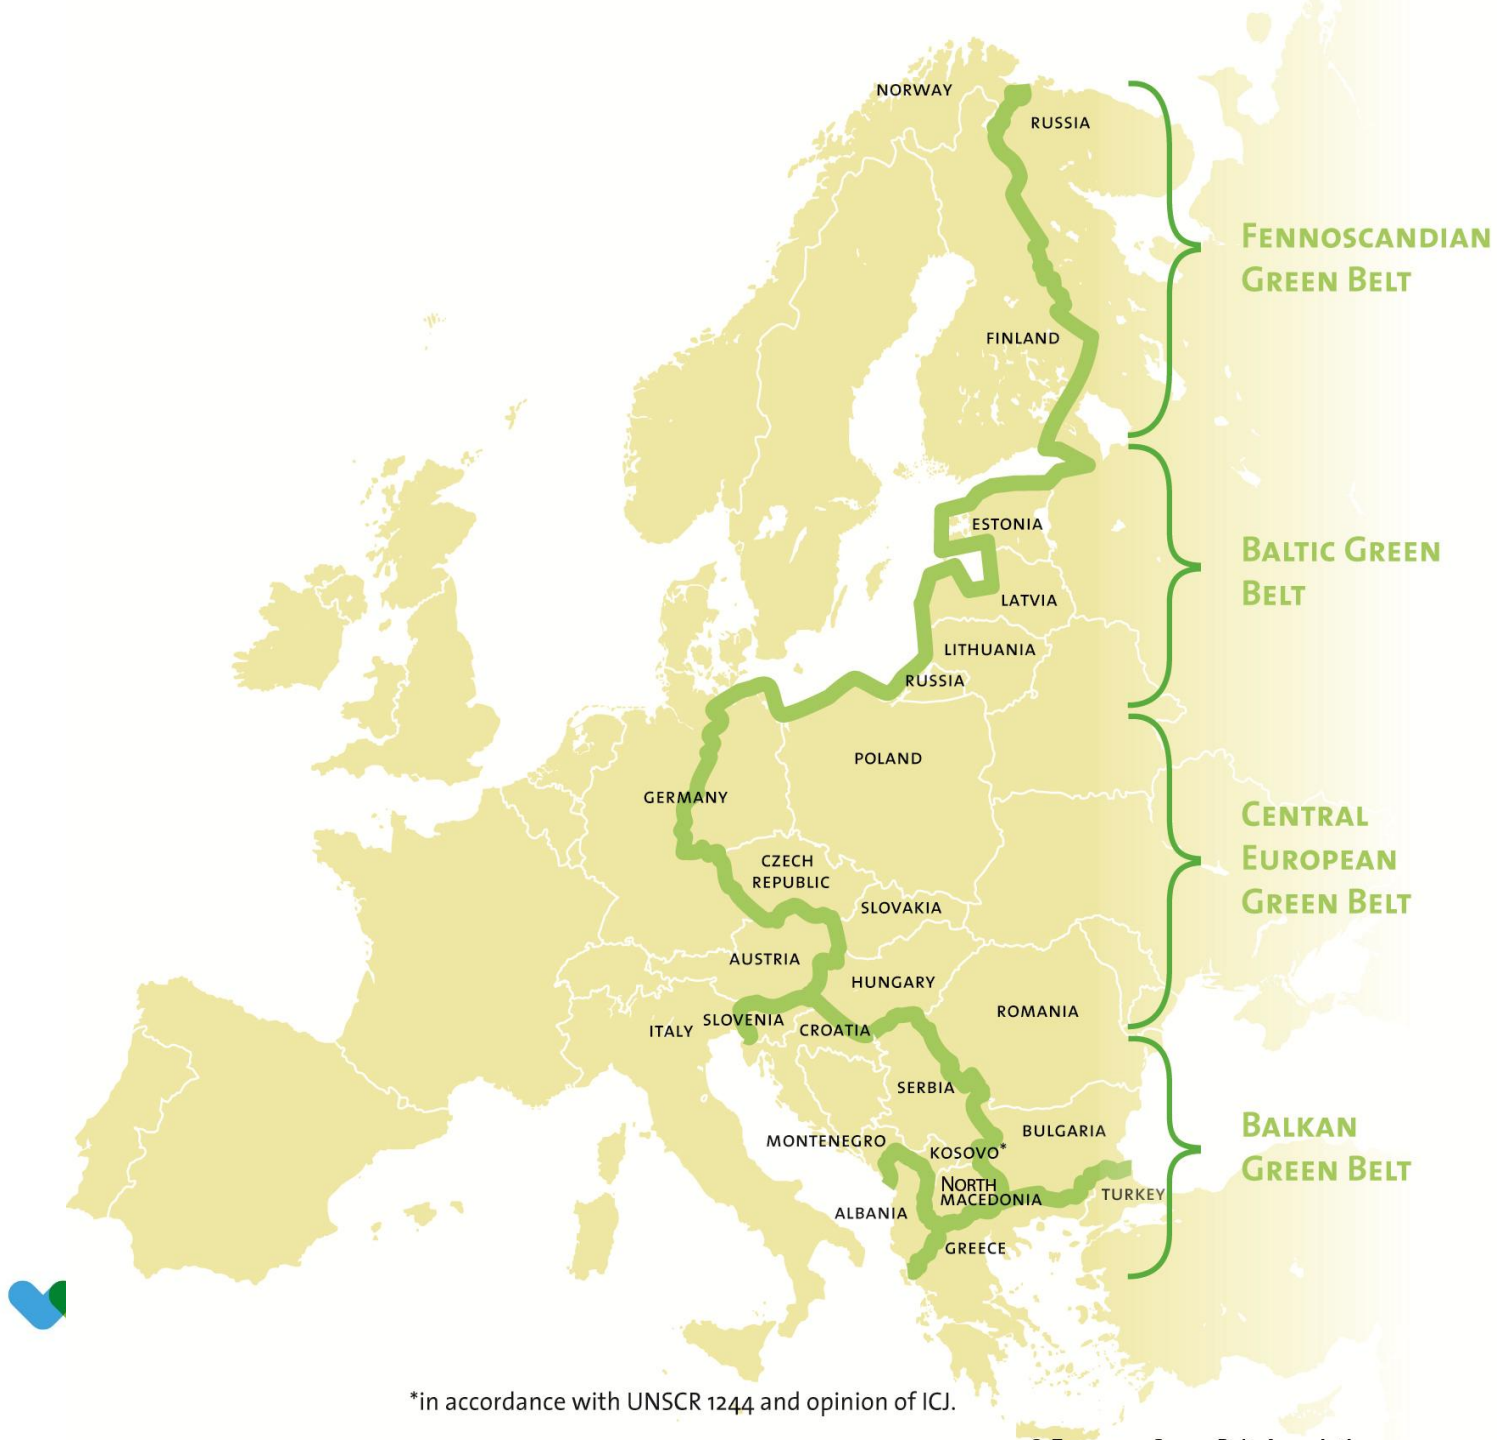 NORWAY
RUSSIA
FENNOSCANDIAN
GREEN BELT
FINLAND
ESTONIA
BALTIC GREEN
BELT
LATVIA
LITHUANIA
RUSSIA
POLAND
GERMANY
CENTRAL
EUROPEAN
GREEN BELT
CZECH
REPUBLIC
SLOVAKIA
AUSTRIA
HUNGARY
ROMANIA
SLOVENIA
ITALY
CROATIA
SERBIA
BULGARIA
BALKAN
GREEN BELT
MONTENEGRO
KOSOVO*
NORTH
MACEDONIA
TURKEY
ALBANIA
GREECE
*in accordance with UNSCR 1244 and opinion of ICJ.